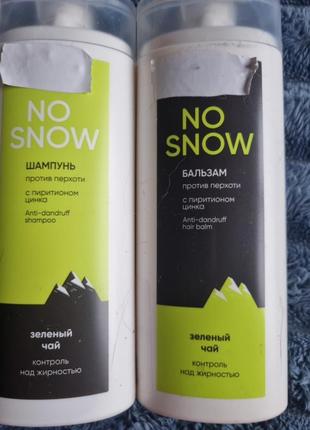 NO
SNOW
ШАМПУНЬ
против перхоти
с пиритионом
цинка
Anti-dandruff
shampoo
зеленый
чай
контроль
над жирностью
NO
SNOW
БАЛЬЗАМ
против перхоти
с пиритионом
цинка
Anti-dandruff
hair balm
зеленый
чай
контроль
над жирностью